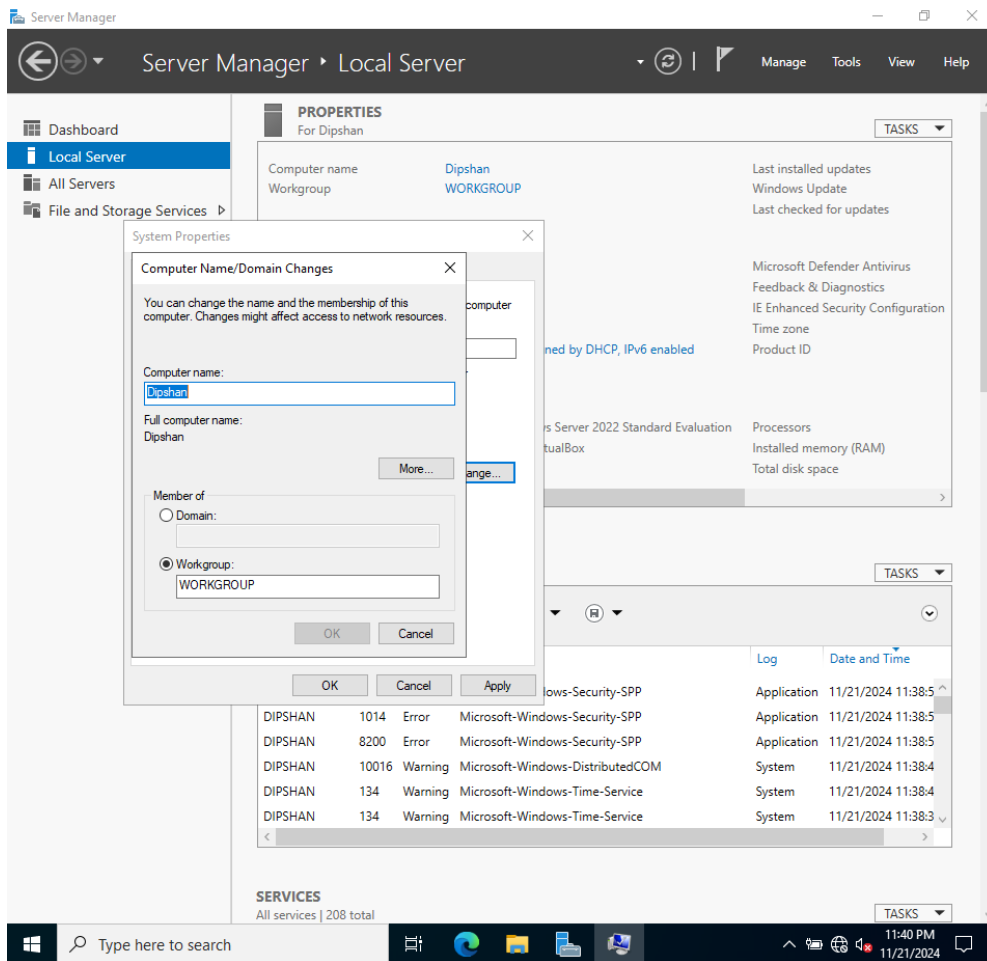 Server Manager
Server Manager • Local Server
Manage Tools View Help
Dashboard
Local Server
All Servers
File and Storage Services
PROPERTIES
For Dipshan
TASKS
Computer name Dipshan
Workgroup WORKGROUP
Last installed updates
Windows Update
Last checked for updates
Microsoft Defender Antivirus
Feedback & Diagnostics
IE Enhanced Security Configuration
Time zone
Product ID
ned by DHCP, IPv6 enabled
s Server 2022 Standard Evaluation
tualBox
Processors
Installed memory (RAM)
Total disk space
System Properties
computer
ange...
OK Cancel Apply
Computer Name/Domain Changes
You can change the name and the membership of this
computer. Changes might affect access to network resources.
Computer name:
Dipshan
Full computer name:
Dipshan
More...
Member of
Domain:
Workgroup:
WORKGROUP
OK Cancel
TASKS
Log Date and Time
lows-Security-SPP Application 11/21/2024 11:38:5
DIPSHAN 1014 Error Microsoft-Windows-Security-SPP Application 11/21/2024 11:38:5
DIPSHAN 8200 Error Microsoft-Windows-Security-SPP Application 11/21/2024 11:38:5
DIPSHAN 10016 Warning Microsoft-Windows-DistributedCOM System 11/21/2024 11:38:4
DIPSHAN 134 Warning Microsoft-Windows-Time-Service System 11/21/2024 11:38:4
DIPSHAN 134 Warning Microsoft-Windows-Time-Service System 11/21/2024 11:38:3
SERVICES
All services | 208 total
TASKS
Type here to search
11:40 PM
11/21/2024